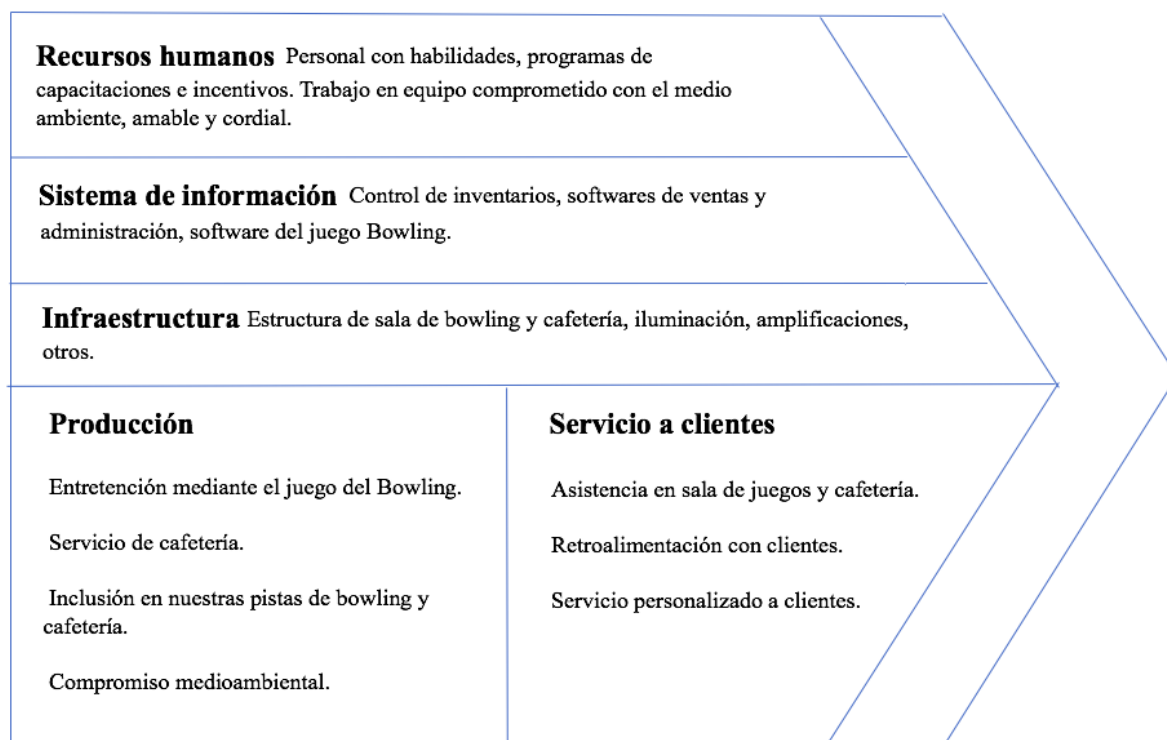 Recursos humanos Personal con habilidades, programas de
capacitaciones e incentivos. Trabajo en equipo comprometido con el medio
ambiente, amable y cordial.
Sistema de información Control de inventarios, softwares de ventas y
administración, software del juego Bowling.
Infraestructura Estructura de sala de bowling y cafetería, iluminación, amplificaciones,
otros.
Producción
Entretención mediante el juego del Bowling.
Servicio de cafetería.
Inclusión en nuestras pistas de bowling y
cafetería.
Compromiso medioambiental.
Servicio a clientes
Asistencia en sala de juegos y cafetería.
Retroalimentación con clientes.
Servicio personalizado a clientes.